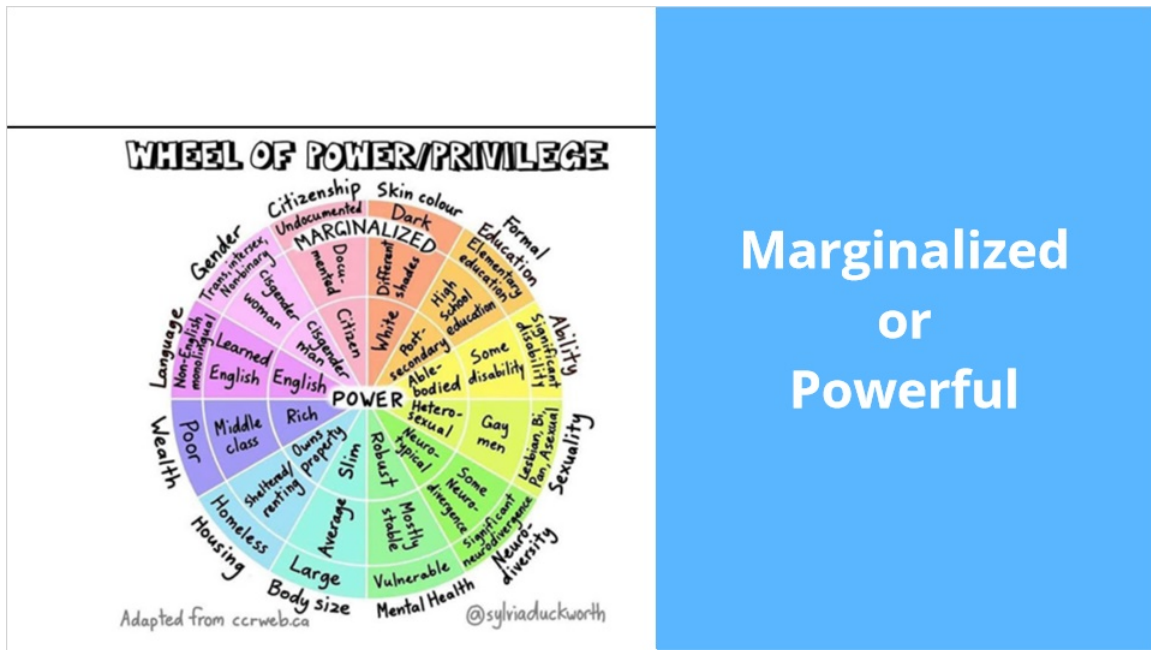 WHEEL OF POWER/PRIVILEGE
Citizenship
Undocumented
Docu-
mented
Citizen
Skin colour
Dark
Different
shades
White
Formal
Education
Elementary
education
High
school
education
Post-
secondary
Ability
Significant
disability
Some
disability
Able-
bodied
Sexuality
Lesbian, Bi,
Pan, Asexual
Gay
men
Hetero-
sexual
Neuro-
diversity
Significant
neurodivergence
Some
Neuro-
divergence
Neuro-
typical
Mental Health
Vulnerable
Mostly
stable
Robust
Body size
Large
Average
Slim
Housing
Homeless
Sheltered/
renting
Owns
property
Wealth
Poor
Middle
class
Rich
Language
Non-English
monolingual
Learned
English
English
Gender
Trans, intersex,
Nonbinary
cisgender
woman
cisgender
man
MARGINALIZED
POWER
Adapted from ccrweb.ca
@sylviaduckworth
Marginalized
or
Powerful